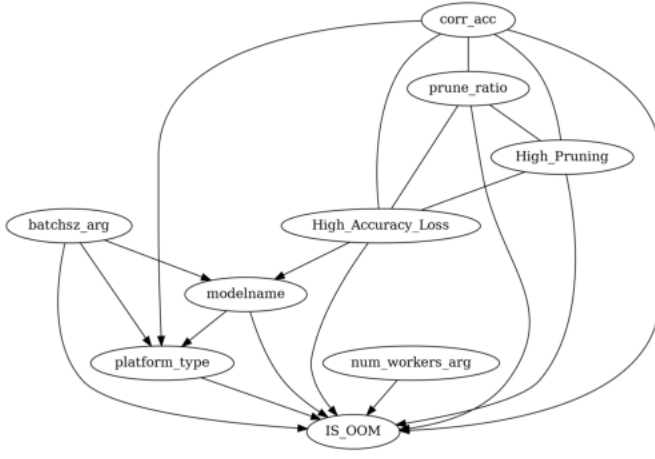 corr_acc
prune_ratio
High_Pruning
batchsz_arg
High_Accuracy_Loss
modelname
platform_type
num_workers_arg
IS_OOM